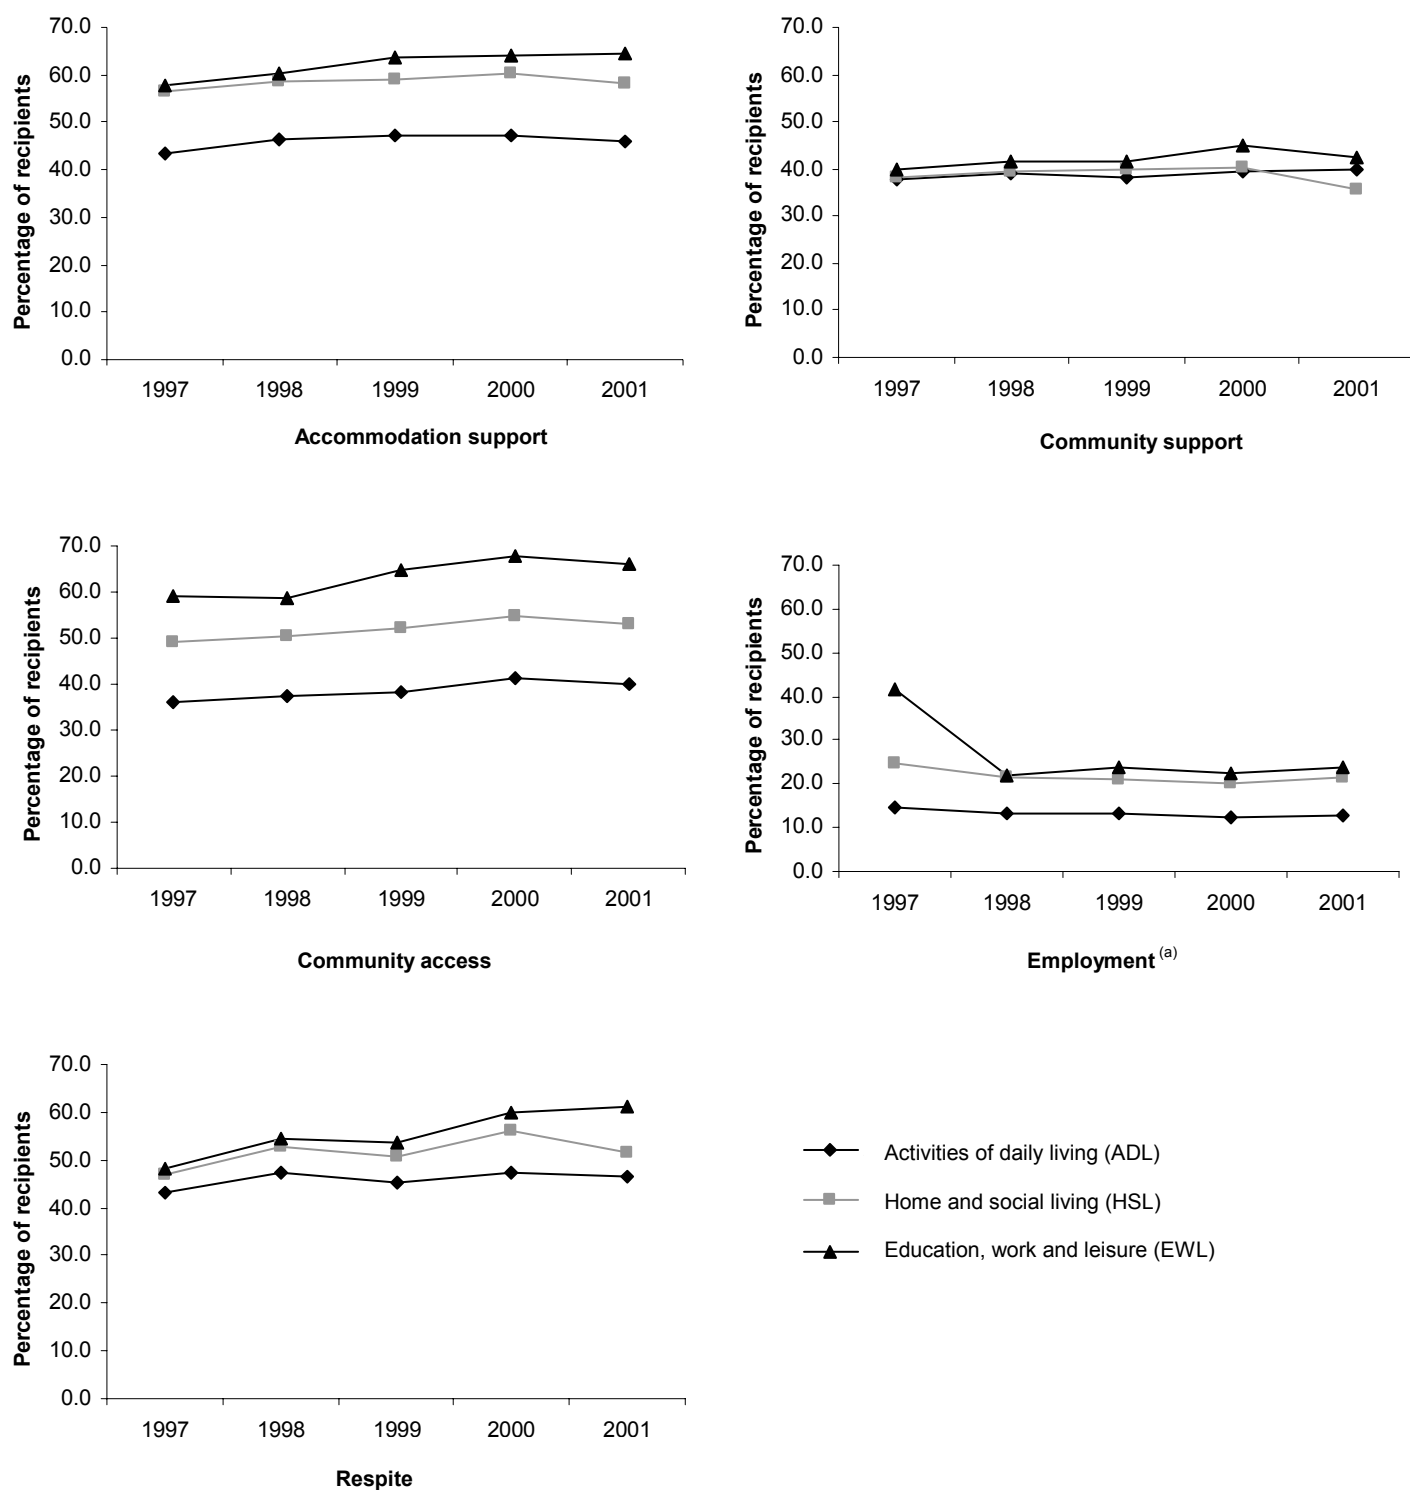 Percentage of recipients
70.0
60.0
50.0
40.0
30.0
20.0
10.0
0.0
1997 1998 1999 2000 2001
Accommodation support
Percentage of recipients
70.0
60.0
50.0
40.0
30.0
20.0
10.0
0.0
1997 1998 1999 2000 2001
Community support
Percentage of recipients
70.0
60.0
50.0
40.0
30.0
20.0
10.0
0.0
1997 1998 1999 2000 2001
Community access
Percentage of recipients
70.0
60.0
50.0
40.0
30.0
20.0
10.0
0.0
1997 1998 1999 2000 2001
Employment (a)
Percentage of recipients
70.0
60.0
50.0
40.0
30.0
20.0
10.0
0.0
1997 1998 1999 2000 2001
Respite
Activities of daily living (ADL)
Home and social living (HSL)
Education, work and leisure (EWL)